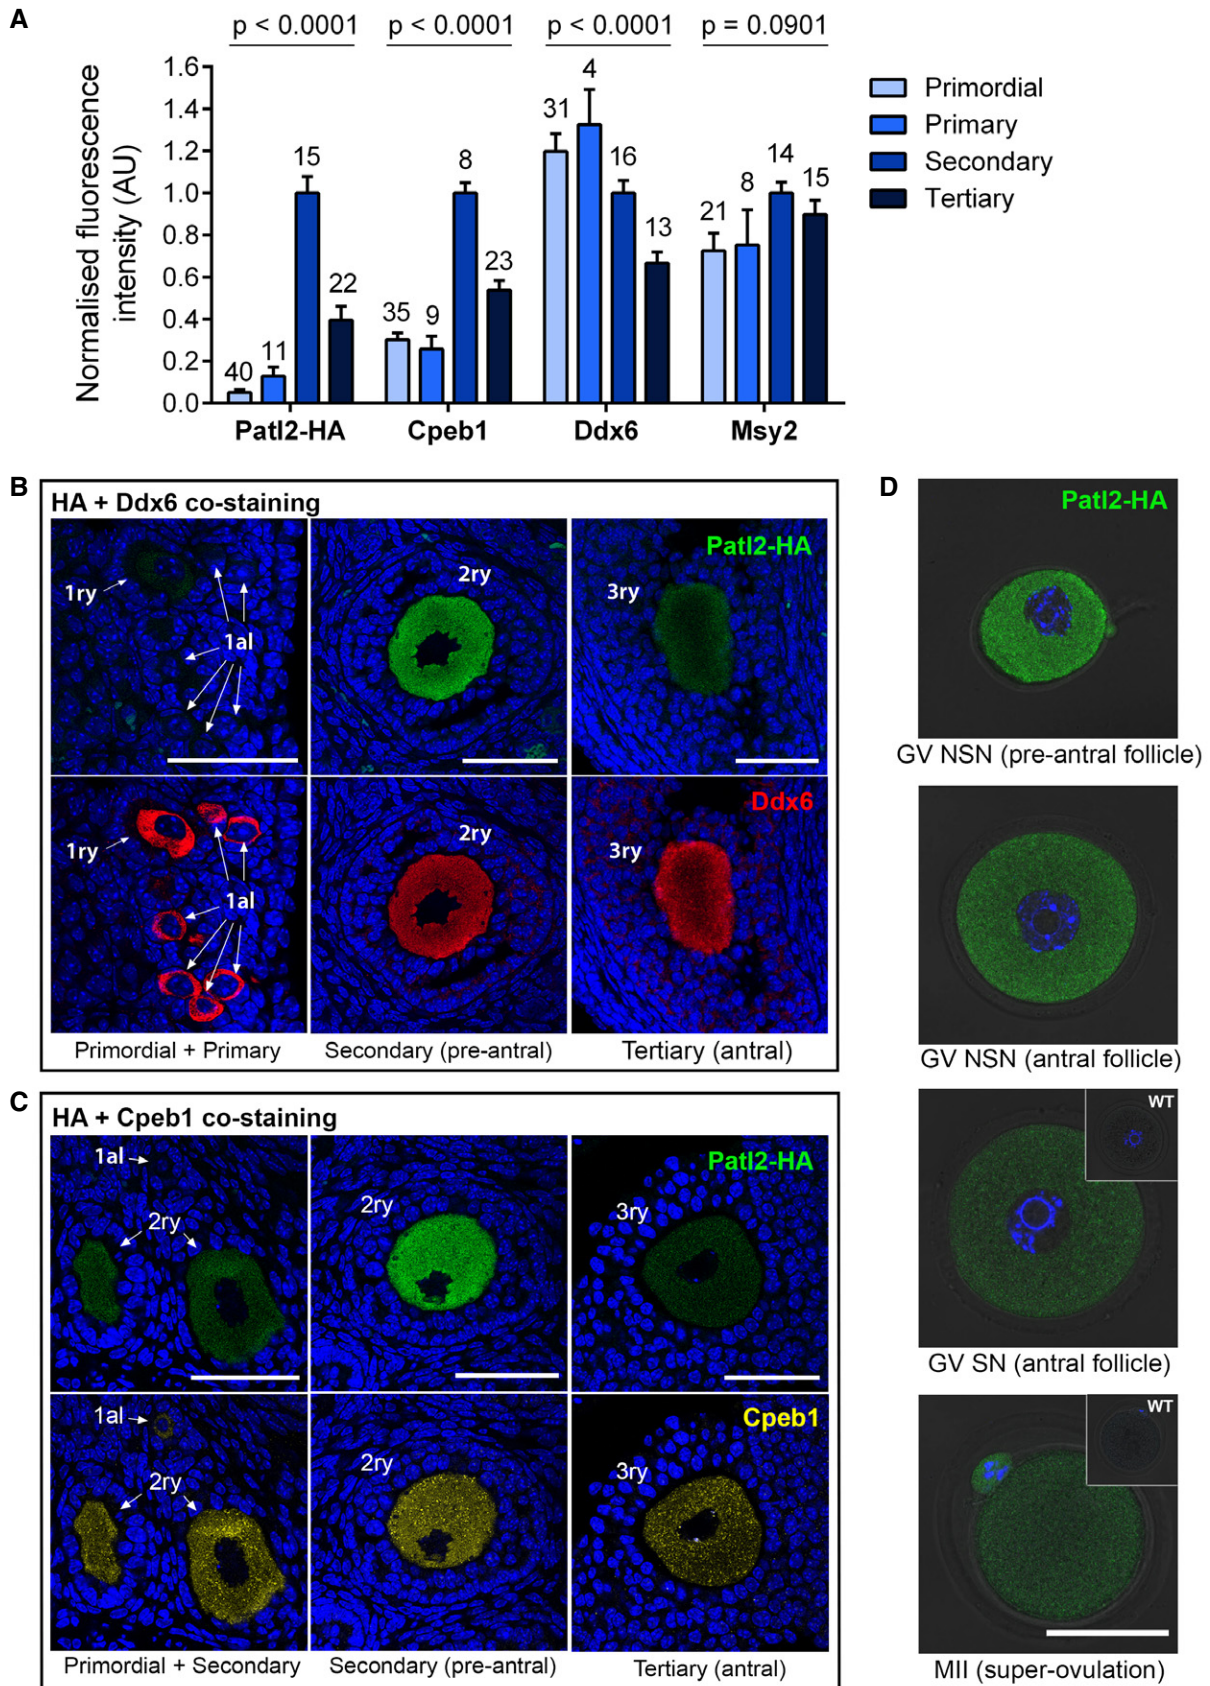 A
p < 0.0001 p < 0.0001 p < 0.0001 p = 0.0901
Normalised fluorescence
intensity (AU)
1.6
1.4
1.2
1.0
0.8
0.6
0.4
0.2
0.0
40 11 15 22
35 9 8 23
31 4 16 13
21 8 14 15
Patl2-HA Cpeb1 Ddx6 Msy2
Primordial
Primary
Secondary
Tertiary
B
HA + Ddx6 co-staining
Patl2-HA
1ry
1al
2ry
3ry
Ddx6
1ry
1al
2ry
3ry
Primordial + Primary Secondary (pre-antral) Tertiary (antral)
C
HA + Cpeb1 co-staining
Patl2-HA
1al
2ry
2ry
3ry
Cpeb1
1al
2ry
2ry
3ry
Primordial + Secondary Secondary (pre-antral) Tertiary (antral)
D
Patl2-HA
GV NSN (pre-antral follicle)
GV NSN (antral follicle)
WT
GV SN (antral follicle)
WT
MII (super-ovulation)